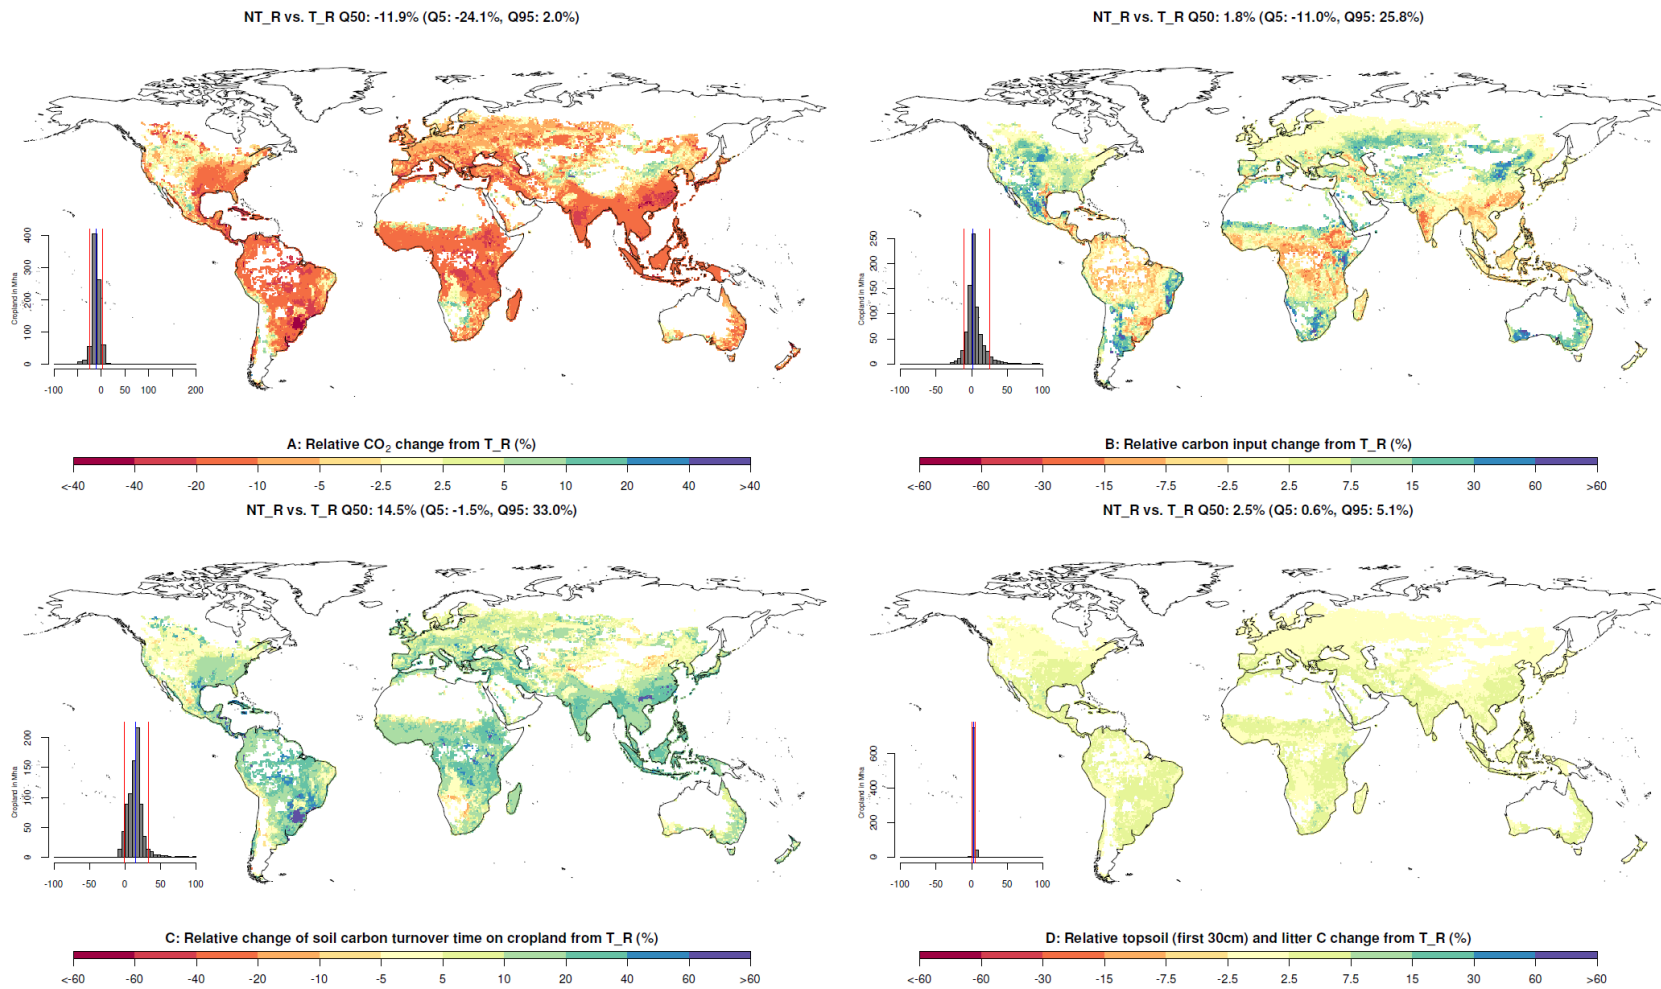 NT_R vs. T_R Q50: -11.9% (Q5: -24.1%, Q95: 2.0%)
Cropland in Mha
0 100 200 300 400
-100 0 50 100 200
A: Relative CO₂ change from T_R (%)
<-40 -40 -20 -10 -5 -2.5 2.5 5 10 20 40 >40
NT_R vs. T_R Q50: 1.8% (Q5: -11.0%, Q95: 25.8%)
Cropland in Mha
0 50 100 150 200 250
-100 -50 0 50 100
B: Relative carbon input change from T_R (%)
<-60 -60 -30 -15 -7.5 -2.5 2.5 7.5 15 30 60 >60
NT_R vs. T_R Q50: 14.5% (Q5: -1.5%, Q95: 33.0%)
Cropland in Mha
0 50 100 150 200
-100 -50 0 50 100
C: Relative change of soil carbon turnover time on cropland from T_R (%)
<-60 -60 -40 -20 -10 -5 5 10 20 40 60 >60
NT_R vs. T_R Q50: 2.5% (Q5: 0.6%, Q95: 5.1%)
Cropland in Mha
0 200 400 600
-100 -50 0 50 100
D: Relative topsoil (first 30cm) and litter C change from T_R (%)
<-60 -60 -30 -15 -7.5 -2.5 2.5 7.5 15 30 60 >60